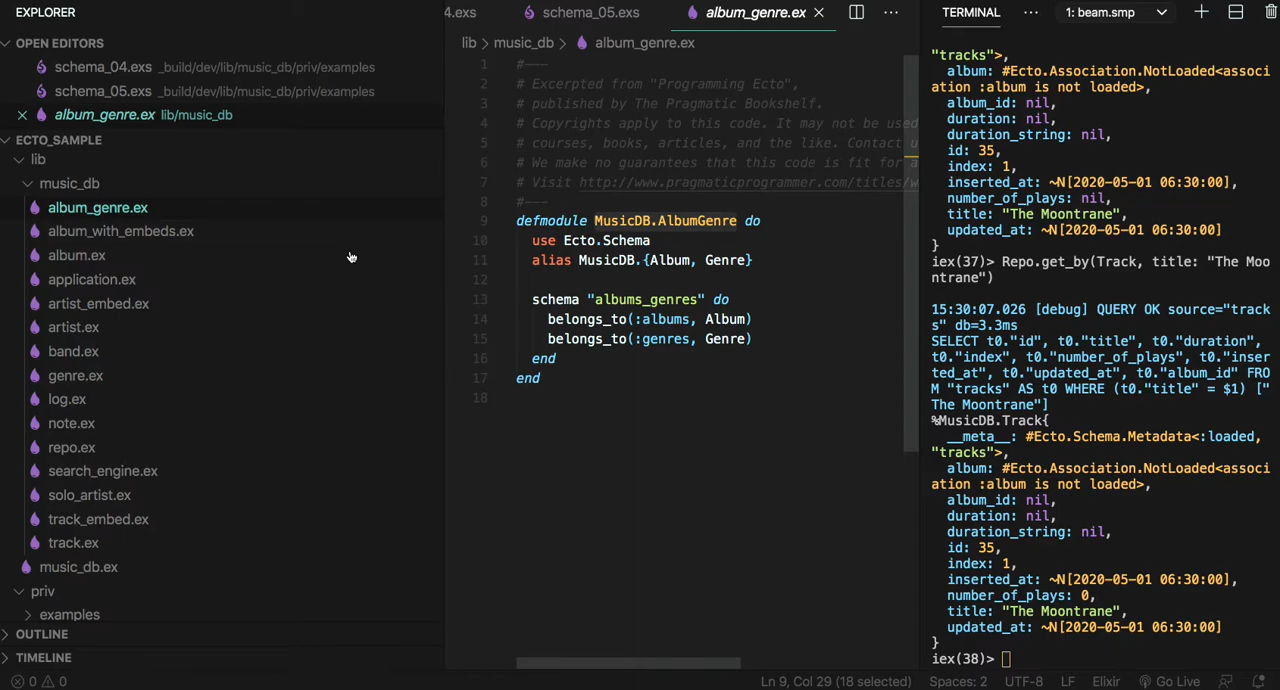 EXPLORER
OPEN EDITORS
schema_04.exs _build/dev/lib/music_db/priv/examples
schema_05.exs _build/dev/lib/music_db/priv/examples
album_genre.ex lib/music_db
ECTO_SAMPLE
lib
music_db
album_genre.ex
album_with_embeds.ex
album.ex
application.ex
artist_embed.ex
artist.ex
band.ex
genre.ex
log.ex
note.ex
repo.ex
search_engine.ex
solo_artist.ex
track_embed.ex
track.ex
music_db.ex
priv
examples
OUTLINE
TIMELINE
0 0
4.exs schema_05.exs album_genre.ex
lib music_db album_genre.ex
1 #---
2 # Excerpted from "Programming Ecto",
3 # published by The Pragmatic Bookshelf.
4 # Copyrights apply to this code. It may not be used
5 # courses, books, articles, and the like. Contact u
6 # We make no guarantees that this code is fit for a
7 # Visit http://www.pragmaticprogrammer.com/titles/w
8 #---
9 defmodule MusicDB.AlbumGenre do
10 use Ecto.Schema
11 alias MusicDB.{Album, Genre}
12
13 schema "albums_genres" do
14 belongs_to(:albums, Album)
15 belongs_to(:genres, Genre)
16 end
17 end
18
TERMINAL ··· 1: beam.smp
"tracks">,
album: #Ecto.Association.NotLoaded<associ
ation :album is not loaded>,
album_id: nil,
duration: nil,
duration_string: nil,
id: 35,
index: 1,
inserted_at: ~N[2020-05-01 06:30:00],
number_of_plays: nil,
title: "The Moontrane",
updated_at: ~N[2020-05-01 06:30:00]
}
iex(37)> Repo.get_by(Track, title: "The Moo
ntrane")
15:30:07.026 [debug] QUERY OK source="track
s" db=3.3ms
SELECT t0."id", t0."title", t0."duration",
t0."index", t0."number_of_plays", t0."inser
ted_at", t0."updated_at", t0."album_id" FRO
M "tracks" AS t0 WHERE (t0."title" = $1) ["
The Moontrane"]
%MusicDB.Track{
__meta__: #Ecto.Schema.Metadata<:loaded,
"tracks">,
album: #Ecto.Association.NotLoaded<associ
ation :album is not loaded>,
album_id: nil,
duration: nil,
duration_string: nil,
id: 35,
index: 1,
inserted_at: ~N[2020-05-01 06:30:00],
number_of_plays: 0,
title: "The Moontrane",
updated_at: ~N[2020-05-01 06:30:00]
}
iex(38)>
Ln 9, Col 29 (18 selected) Spaces: 2 UTF-8 LF Elixir Go Live